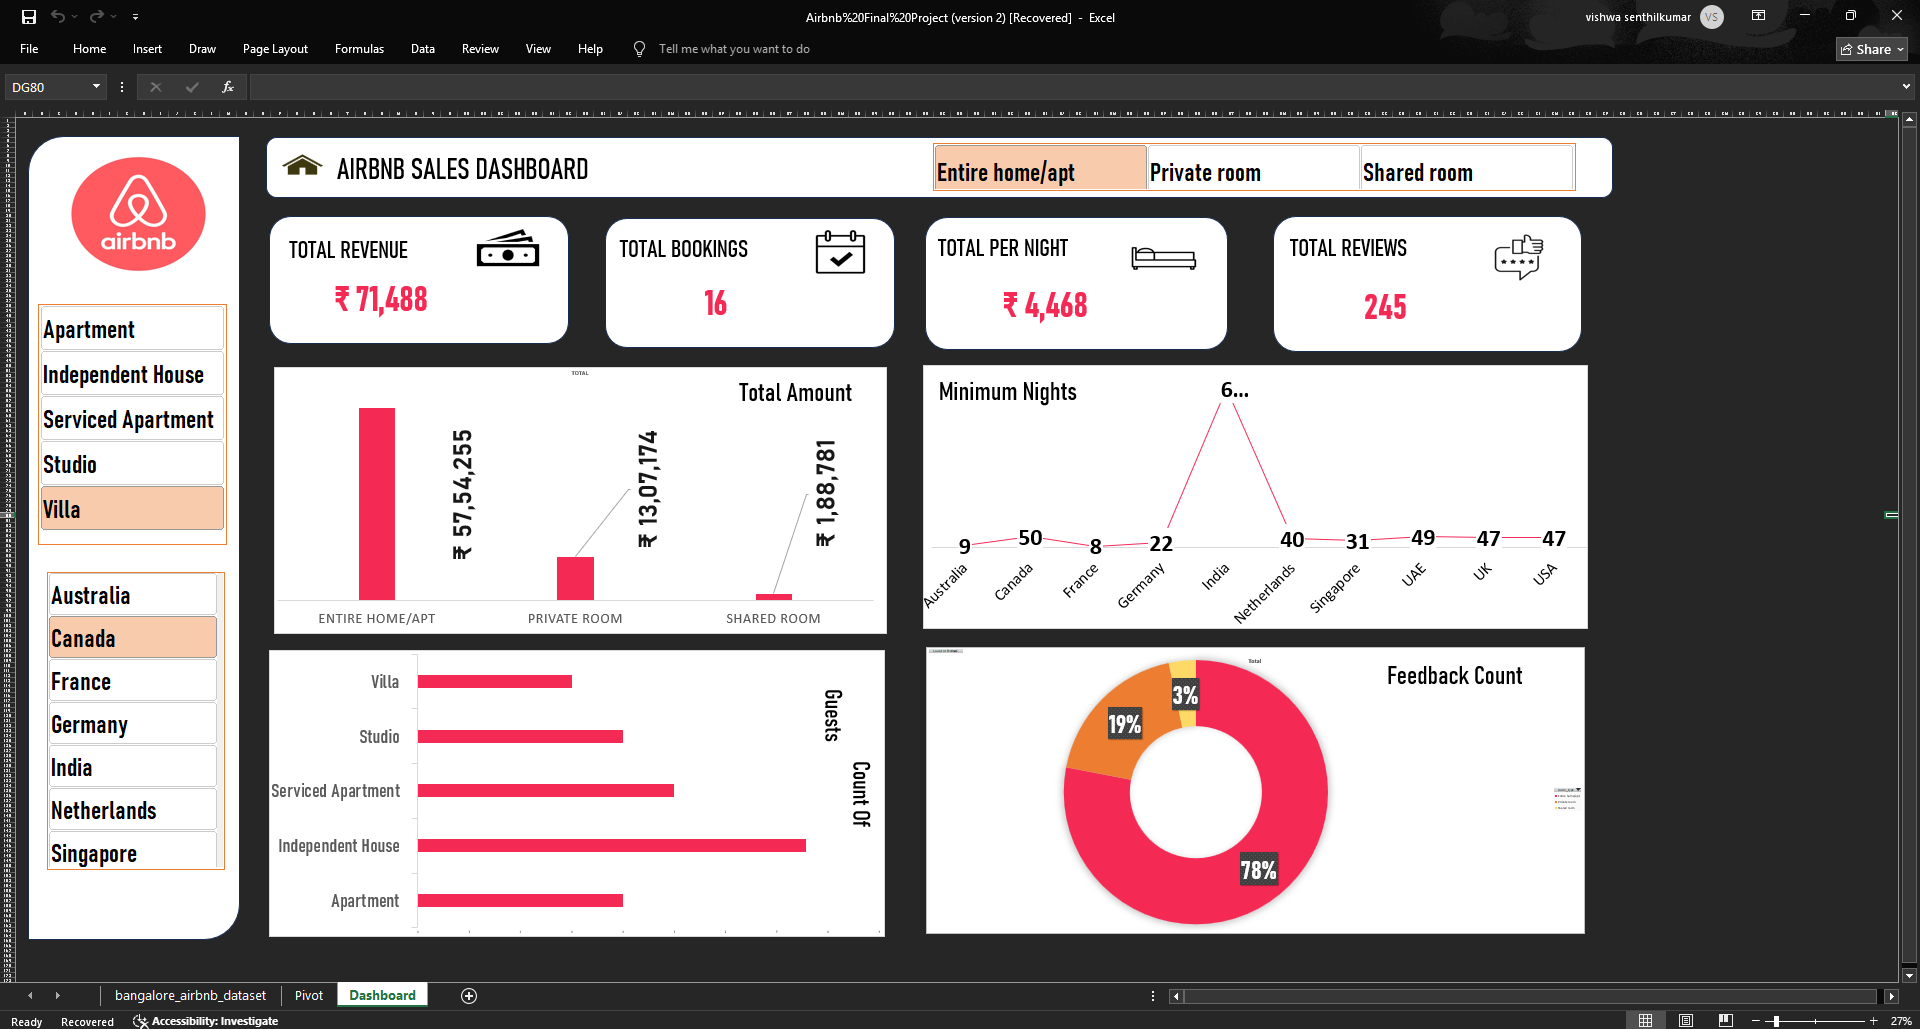 Airbnb%20Final%20Project (version 2) [Recovered] - Excel
vishwa senthilkumar
VS
File Home Insert Draw Page Layout Formulas Data Review View Help Tell me what you want to do
Share
DG80
fx
airbnb
AIRBNB SALES DASHBOARD
Entire home/apt Private room Shared room
TOTAL REVENUE
₹ 71,488
TOTAL BOOKINGS
16
TOTAL PER NIGHT
₹ 4,468
TOTAL REVIEWS
245
Apartment
Independent House
Serviced Apartment
Studio
Villa
Australia
Canada
France
Germany
India
Netherlands
Singapore
TOTAL
Total Amount
₹ 57,54,255
₹ 13,07,174
₹ 1,88,781
ENTIRE HOME/APT PRIVATE ROOM SHARED ROOM
Minimum Nights
6...
9 50 8 22 40 31 49 47 47
Australia Canada France Germany India Netherlands Singapore UAE UK USA
Villa
Studio
Serviced Apartment
Independent House
Apartment
Count Of
Guests
Total
Feedback Count
3%
19%
78%
bangalore_airbnb_dataset Pivot Dashboard
Ready Recovered Accessibility: Investigate
27%